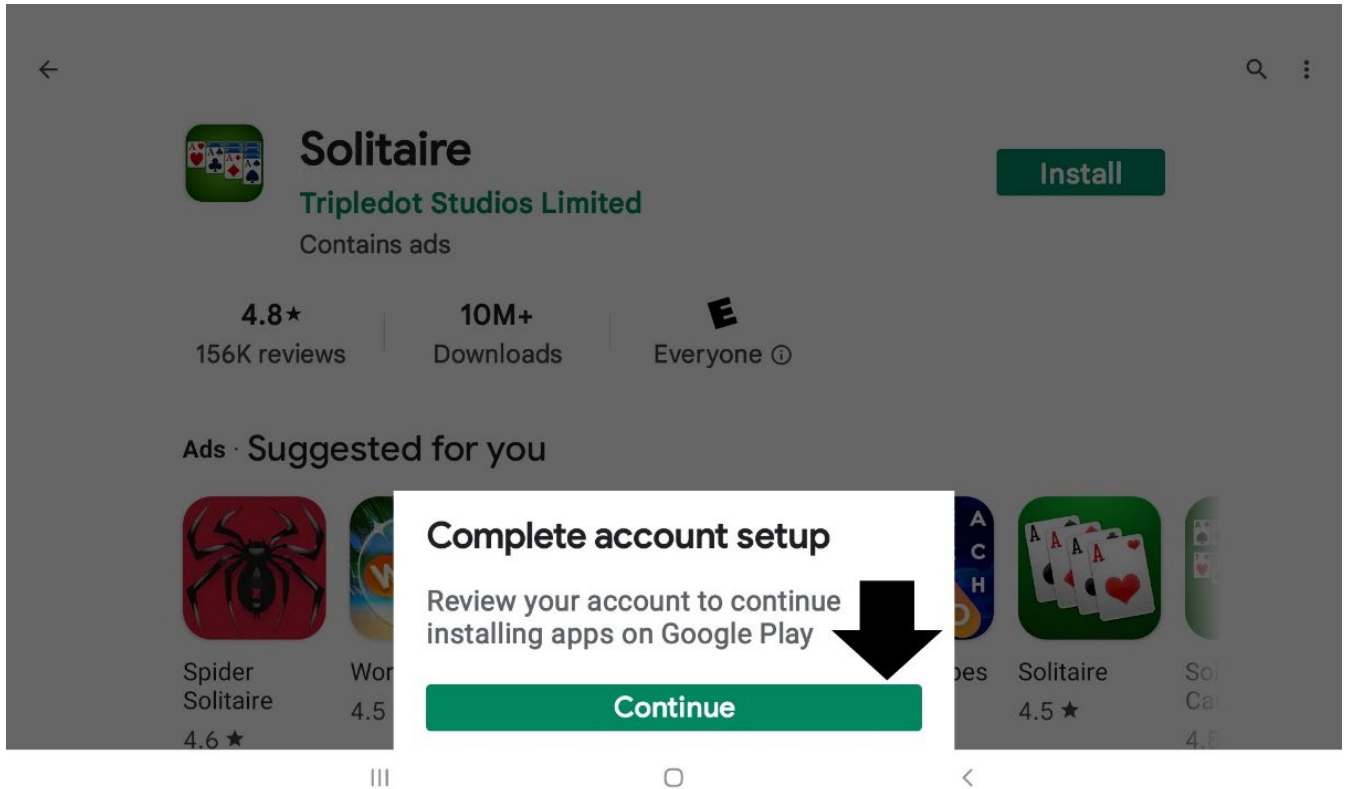 Solitaire
Tripledot Studios Limited
Contains ads
Install
4.8★
156K reviews
10M+
Downloads
E
Everyone
Ads · Suggested for you
Complete account setup
Review your account to continue
installing apps on Google Play
Continue
Spider
Solitaire
4.6 ★
4.5
Solitaire
4.5 ★